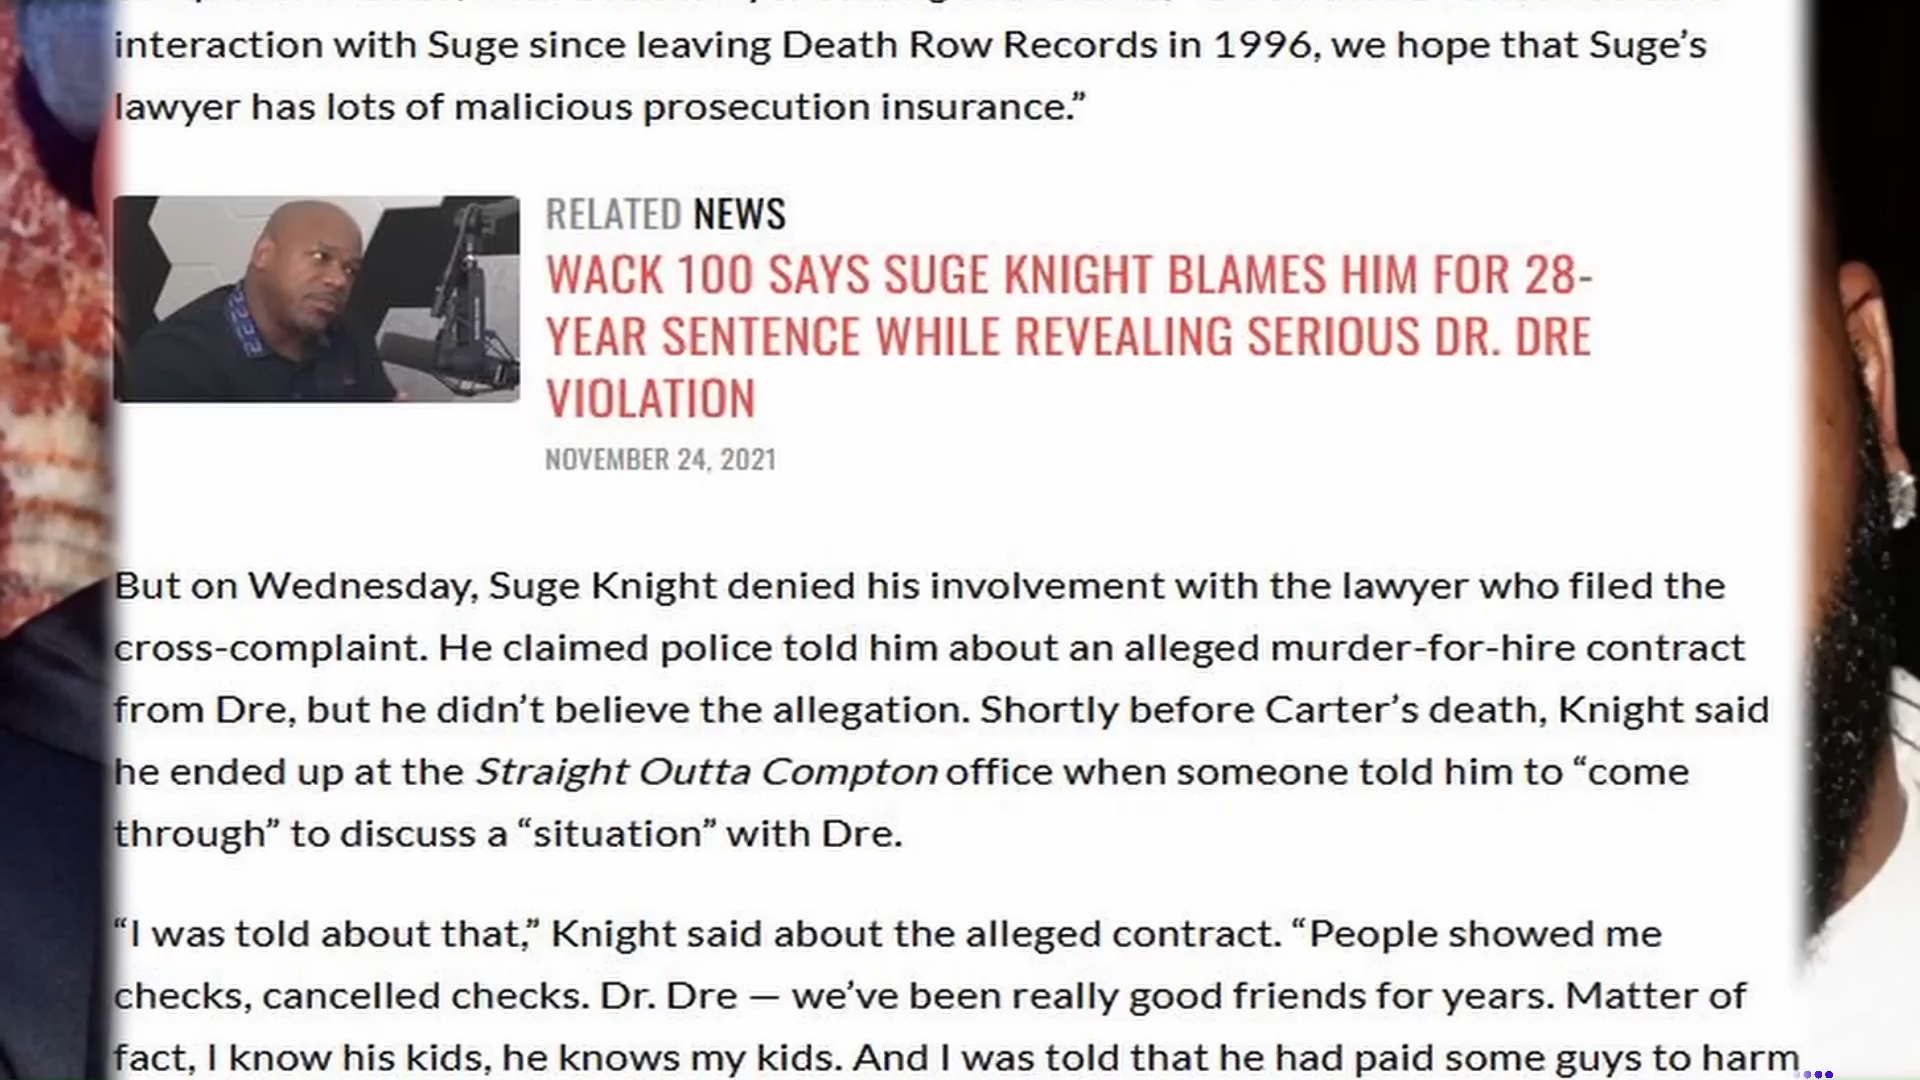 interaction with Suge since leaving Death Row Records in 1996, we hope that Suge’s
lawyer has lots of malicious prosecution insurance.”
RELATED NEWS
WACK 100 SAYS SUGE KNIGHT BLAMES HIM FOR 28-
YEAR SENTENCE WHILE REVEALING SERIOUS DR. DRE
VIOLATION
NOVEMBER 24, 2021
But on Wednesday, Suge Knight denied his involvement with the lawyer who filed the
cross-complaint. He claimed police told him about an alleged murder-for-hire contract
from Dre, but he didn’t believe the allegation. Shortly before Carter’s death, Knight said
he ended up at the Straight Outta Compton office when someone told him to “come
through” to discuss a “situation” with Dre.
“I was told about that,” Knight said about the alleged contract. “People showed me
checks, cancelled checks. Dr. Dre — we’ve been really good friends for years. Matter of
fact, I know his kids, he knows my kids. And I was told that he had paid some guys to harm